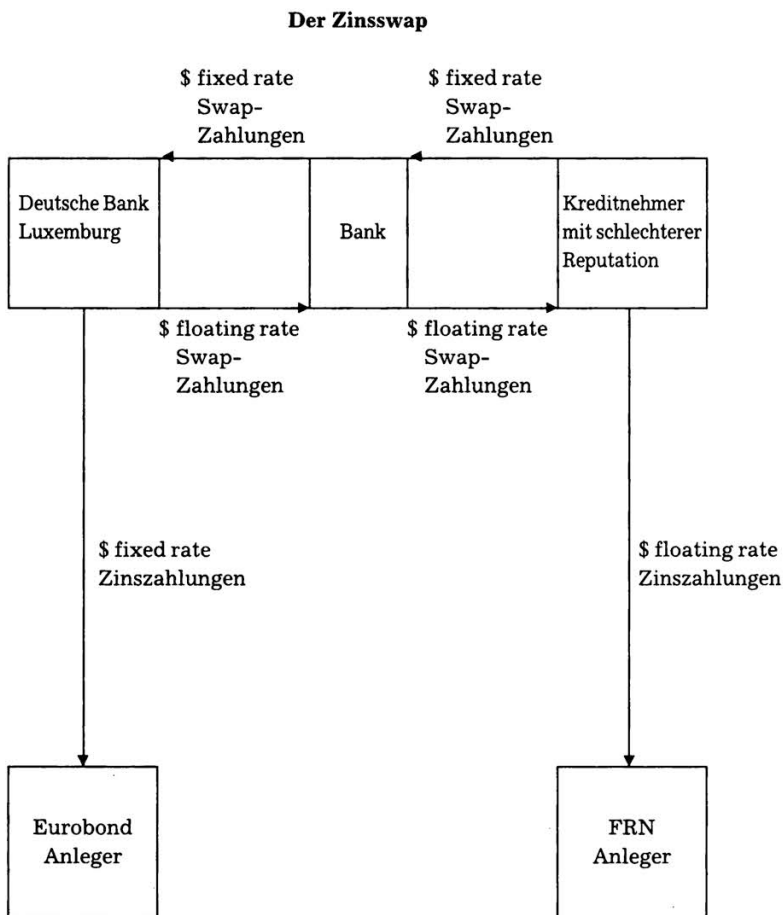 Der Zinsswap
$ fixed rate
Swap-
Zahlungen
$ fixed rate
Swap-
Zahlungen
Deutsche Bank
Luxemburg
Bank
Kreditnehmer
mit schlechterer
Reputation
$ floating rate
Swap-
Zahlungen
$ floating rate
Swap-
Zahlungen
$ fixed rate
Zinszahlungen
$ floating rate
Zinszahlungen
Eurobond
Anleger
FRN
Anleger